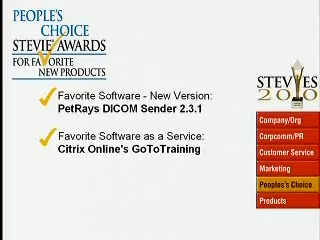 PEOPLE'S
CHOICE
STEVIE AWARDS
FOR FAVORITE
NEW PRODUCTS
Favorite Software - New Version:
PetRays DICOM Sender 2.3.1
Favorite Software as a Service:
Citrix Online's GoToTraining
STEVIES
2010
Company/Org
Corpcomm/PR
Customer Service
Marketing
Peoples's Choice
Products